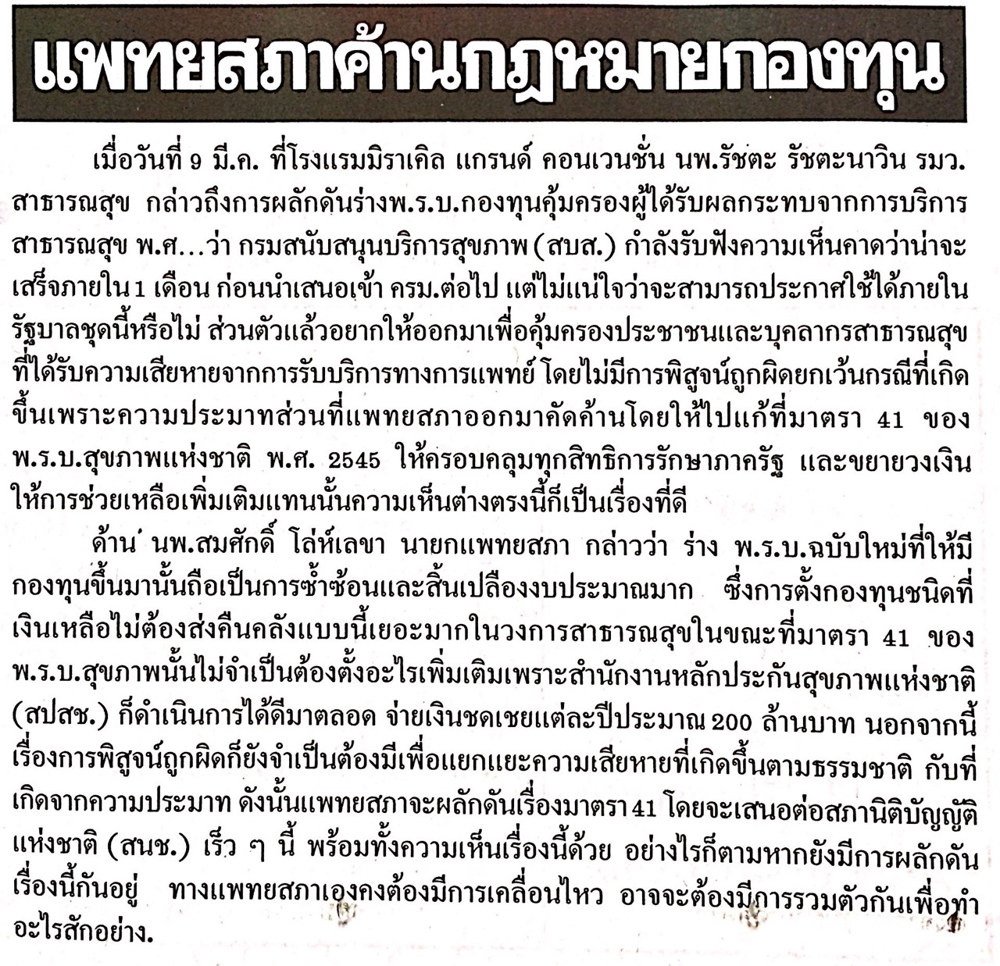 แพทยสภาค้านกฎหมายกองทุน
เมื่อวันที่ 9 มี.ค. ที่โรงแรมมิราเคิล แกรนด์ คอนเวนชั่น นพ.รัชตะ รัชตะนาวิน รมว.
สาธารณสุข กล่าวถึงการผลักดันร่างพ.ร.บ.กองทุนคุ้มครองผู้ได้รับผลกระทบจากการบริการ
สาธารณสุข พ.ศ...ว่า กรมสนับสนุนบริการสุขภาพ (สบส.) กำลังรับฟังความเห็นคาดว่าน่าจะ
เสร็จภายใน 1 เดือน ก่อนนำเสนอเข้า ครม.ต่อไป แต่ไม่แน่ใจว่าจะสามารถประกาศใช้ได้ภายใน
รัฐบาลชุดนี้หรือไม่ ส่วนตัวแล้วอยากให้ออกมาเพื่อคุ้มครองประชาชนและบุคลากรสาธารณสุข
ที่ได้รับความเสียหายจากการรับบริการทางการแพทย์ โดยไม่มีการพิสูจน์ถูกผิดยกเว้นกรณีที่เกิด
ขึ้นเพราะความประมาทส่วนที่แพทยสภาออกมาคัดค้านโดยให้ไปแก้ที่มาตรา 41 ของ
พ.ร.บ.สุขภาพแห่งชาติ พ.ศ. 2545 ให้ครอบคลุมทุกสิทธิการรักษาภาครัฐ และขยายวงเงิน
ให้การช่วยเหลือเพิ่มเติมแทนนั้นความเห็นต่างตรงนี้ก็เป็นเรื่องที่ดี
ด้าน นพ.สมศักดิ์ โล่ห์เลขา นายกแพทยสภา กล่าวว่า ร่าง พ.ร.บ.ฉบับใหม่ที่ให้มี
กองทุนขึ้นมานั้นถือเป็นการซ้ำซ้อนและสิ้นเปลืองงบประมาณมาก ซึ่งการตั้งกองทุนชนิดที่
เงินเหลือไม่ต้องส่งคืนคลังแบบนี้เยอะมากในวงการสาธารณสุขในขณะที่มาตรา 41 ของ
พ.ร.บ.สุขภาพนั้นไม่จำเป็นต้องตั้งอะไรเพิ่มเติมเพราะสำนักงานหลักประกันสุขภาพแห่งชาติ
(สปสช.) ก็ดำเนินการได้ดีมาตลอด จ่ายเงินชดเชยแต่ละปีประมาณ 200 ล้านบาท นอกจากนี้
เรื่องการพิสูจน์ถูกผิดก็ยังจำเป็นต้องมีเพื่อแยกแยะความเสียหายที่เกิดขึ้นตามธรรมชาติ กับที่
เกิดจากความประมาท ดังนั้นแพทยสภาจะผลักดันเรื่องมาตรา 41 โดยจะเสนอต่อสภานิติบัญญัติ
แห่งชาติ (สนช.) เร็ว ๆ นี้ พร้อมทั้งความเห็นเรื่องนี้ด้วย อย่างไรก็ตามหากยังมีการผลักดัน
เรื่องนี้กันอยู่ ทางแพทยสภาเองคงต้องมีการเคลื่อนไหว อาจจะต้องมีการรวมตัวกันเพื่อทำ
อะไรสักอย่าง.